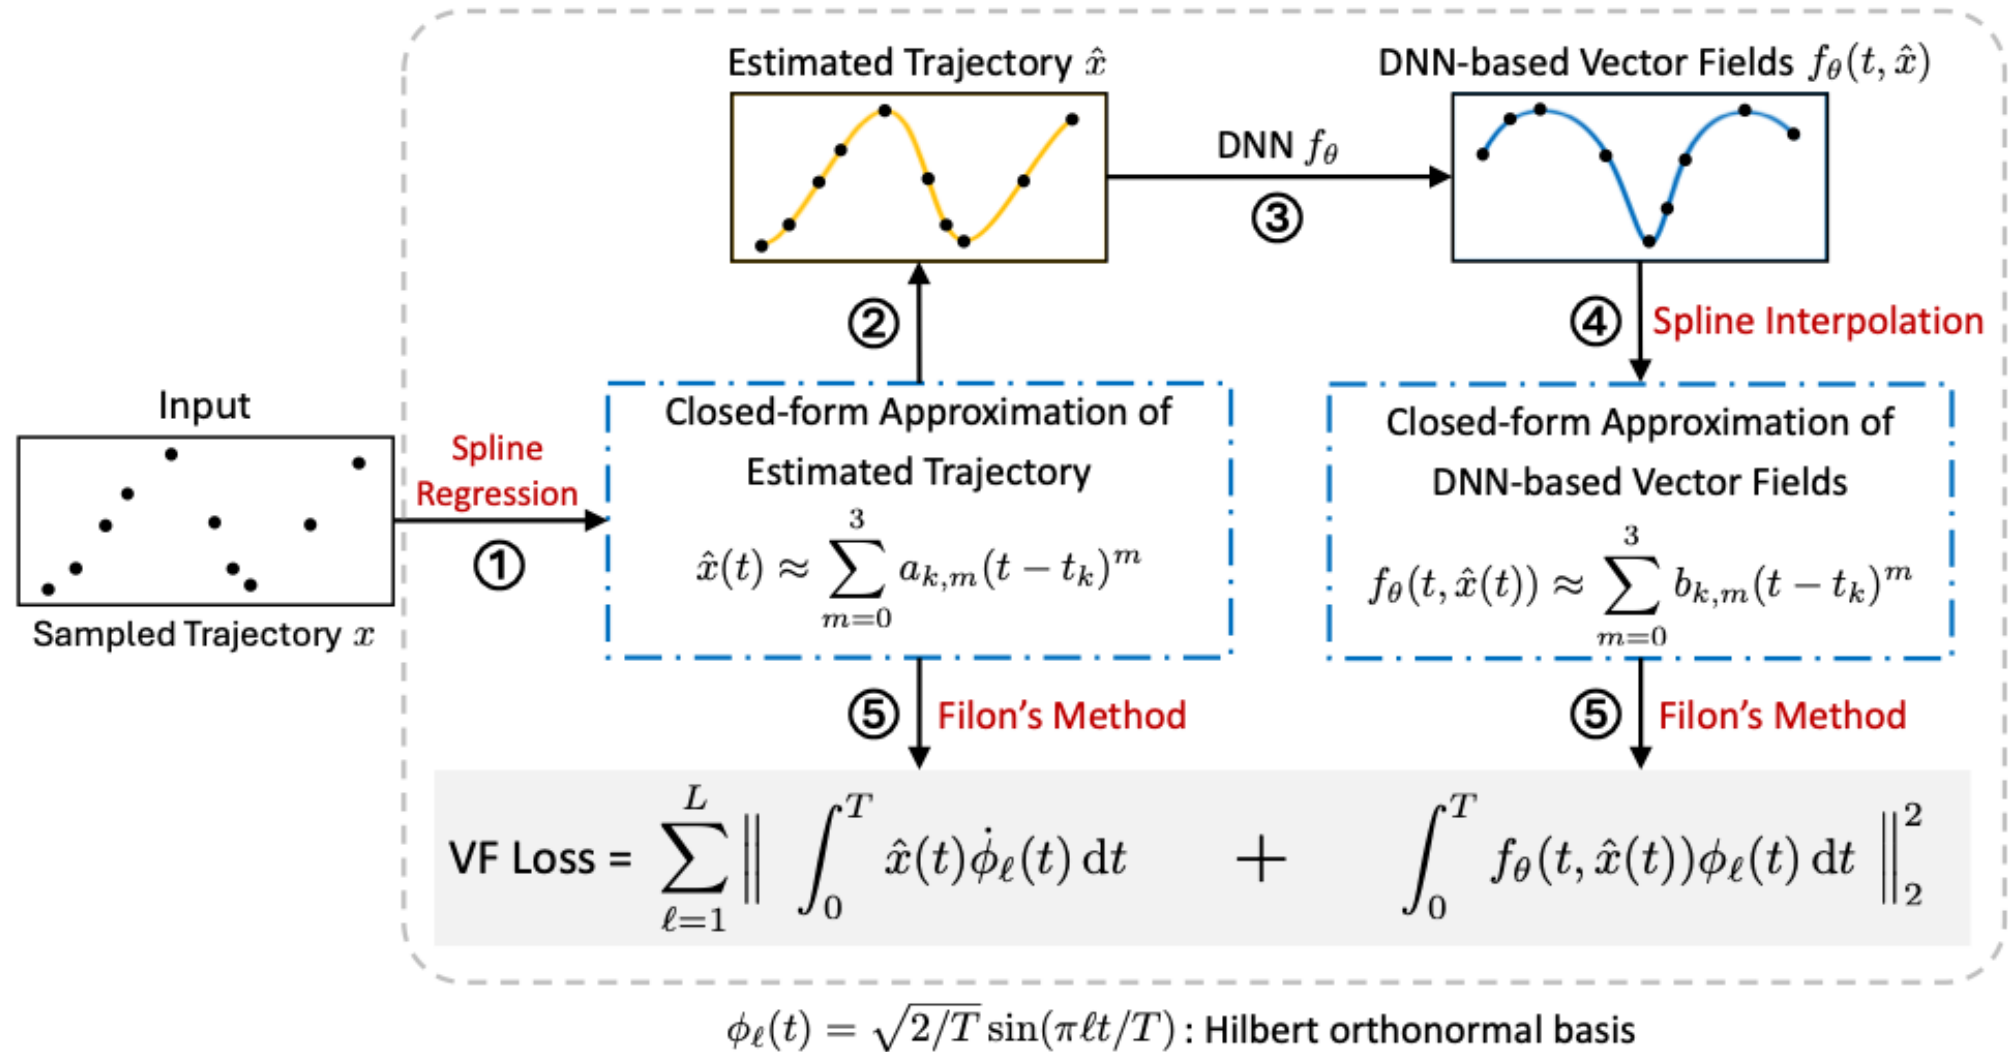 Estimated Trajectory x̂
DNN-based Vector Fields f_θ(t, x̂)
DNN f_θ
③
②
④ Spline Interpolation
Input
Sampled Trajectory x
Spline
Regression
①
Closed-form Approximation of
Estimated Trajectory
x̂(t) ≈ ∑_{m=0}^{3} a_{k,m}(t − t_k)^m
Closed-form Approximation of
DNN-based Vector Fields
f_θ(t, x̂(t)) ≈ ∑_{m=0}^{3} b_{k,m}(t − t_k)^m
⑤ Filon's Method
⑤ Filon's Method
VF Loss = ∑_{ℓ=1}^{L} ‖ ∫_0^T x̂(t)ϕ̇_ℓ(t) dt + ∫_0^T f_θ(t, x̂(t))ϕ_ℓ(t) dt ‖_2^2
ϕ_ℓ(t) = √(2/T) sin(πℓt/T) : Hilbert orthonormal basis